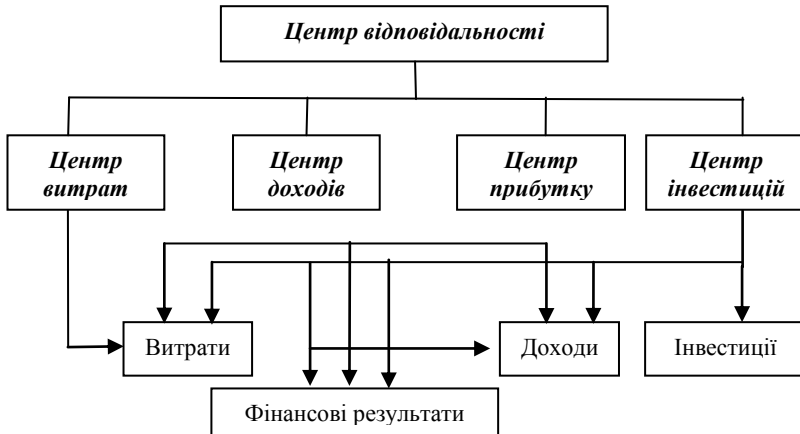 Центр відповідальності
Центр
витрат
Центр
доходів
Центр
прибутку
Центр
інвестицій
Витрати
Доходи
Інвестиції
Фінансові результати